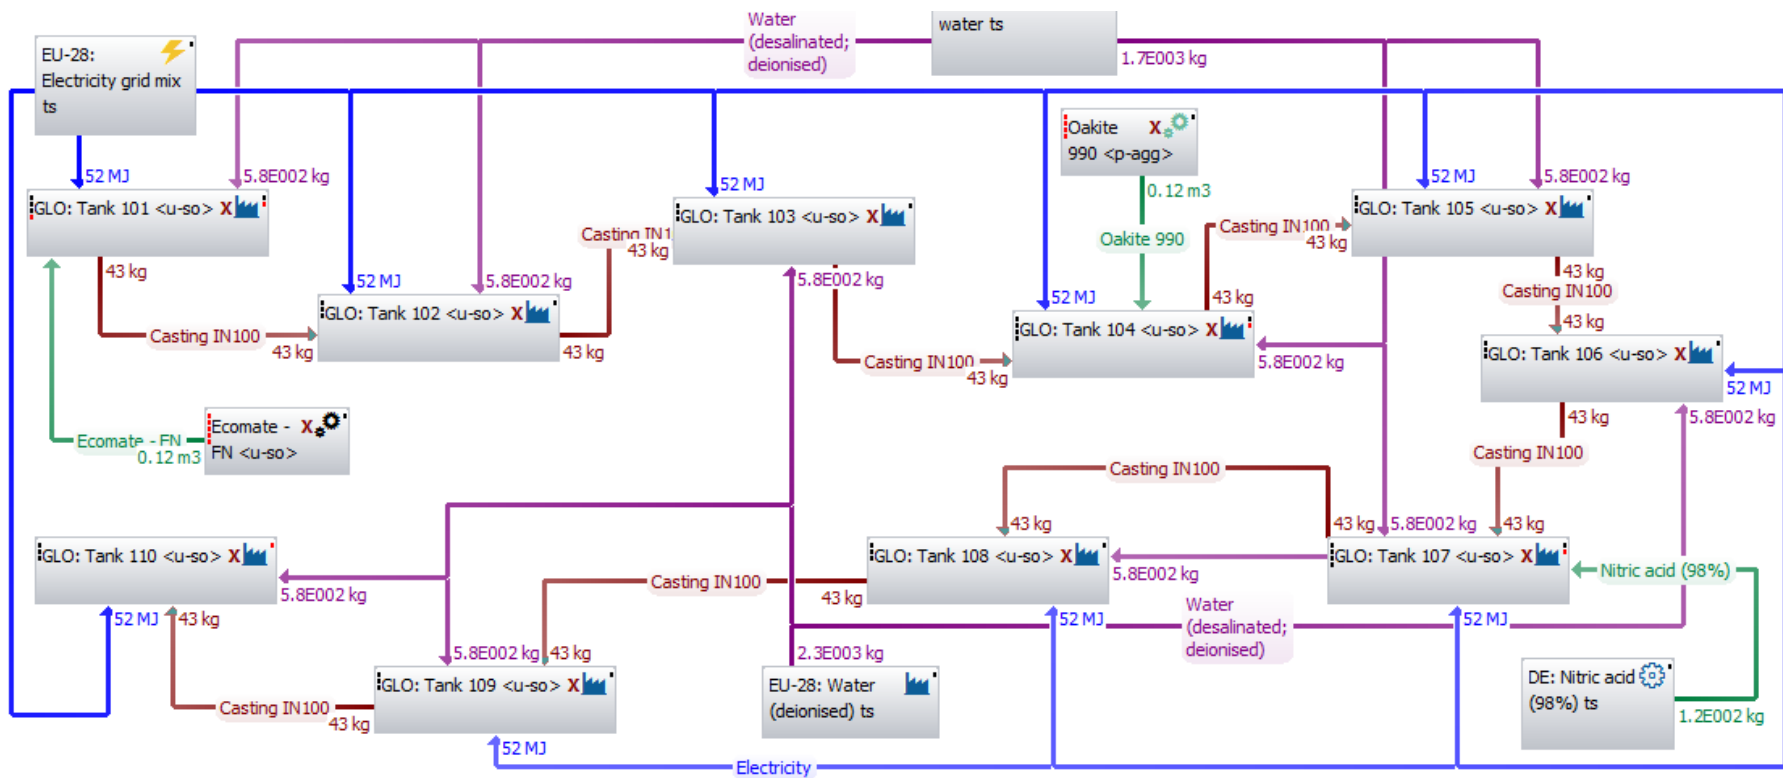 Water
(desalinated;
deionised)
water ts
1.7E003 kg
EU-28:
Electricity grid mix
ts
52 MJ
5.8E002 kg
GLO: Tank 101 <u-so> X
43 kg
Casting IN100
43 kg
52 MJ
5.8E002 kg
GLO: Tank 102 <u-so> X
43 kg
Casting IN1
43 kg
52 MJ
GLO: Tank 103 <u-so> X
5.8E002 kg
Casting IN100
43 kg
Oakite X
990 <p-agg>
0.12 m3
Oakite 990
52 MJ
GLO: Tank 104 <u-so> X
43 kg
5.8E002 kg
Casting IN100
43 kg
52 MJ
5.8E002 kg
GLO: Tank 105 <u-so> X
43 kg
Casting IN100
43 kg
GLO: Tank 106 <u-so> X
52 MJ
43 kg
5.8E002 kg
Casting IN100
Ecomate - X
FN <u-so>
Ecomate - FN
0.12 m3
Casting IN100
43 kg
43 kg
5.8E002 kg
43 kg
GLO: Tank 110 <u-so> X
GLO: Tank 108 <u-so> X
GLO: Tank 107 <u-so> X
Nitric acid (98%)
5.8E002 kg
5.8E002 kg
Casting IN100
43 kg
52 MJ
43 kg
52 MJ
Water
(desalinated;
deionised)
52 MJ
5.8E002 kg
43 kg
2.3E003 kg
GLO: Tank 109 <u-so> X
EU-28: Water
(deionised) ts
DE: Nitric acid
(98%) ts
Casting IN100
43 kg
1.2E002 kg
52 MJ
Electricity